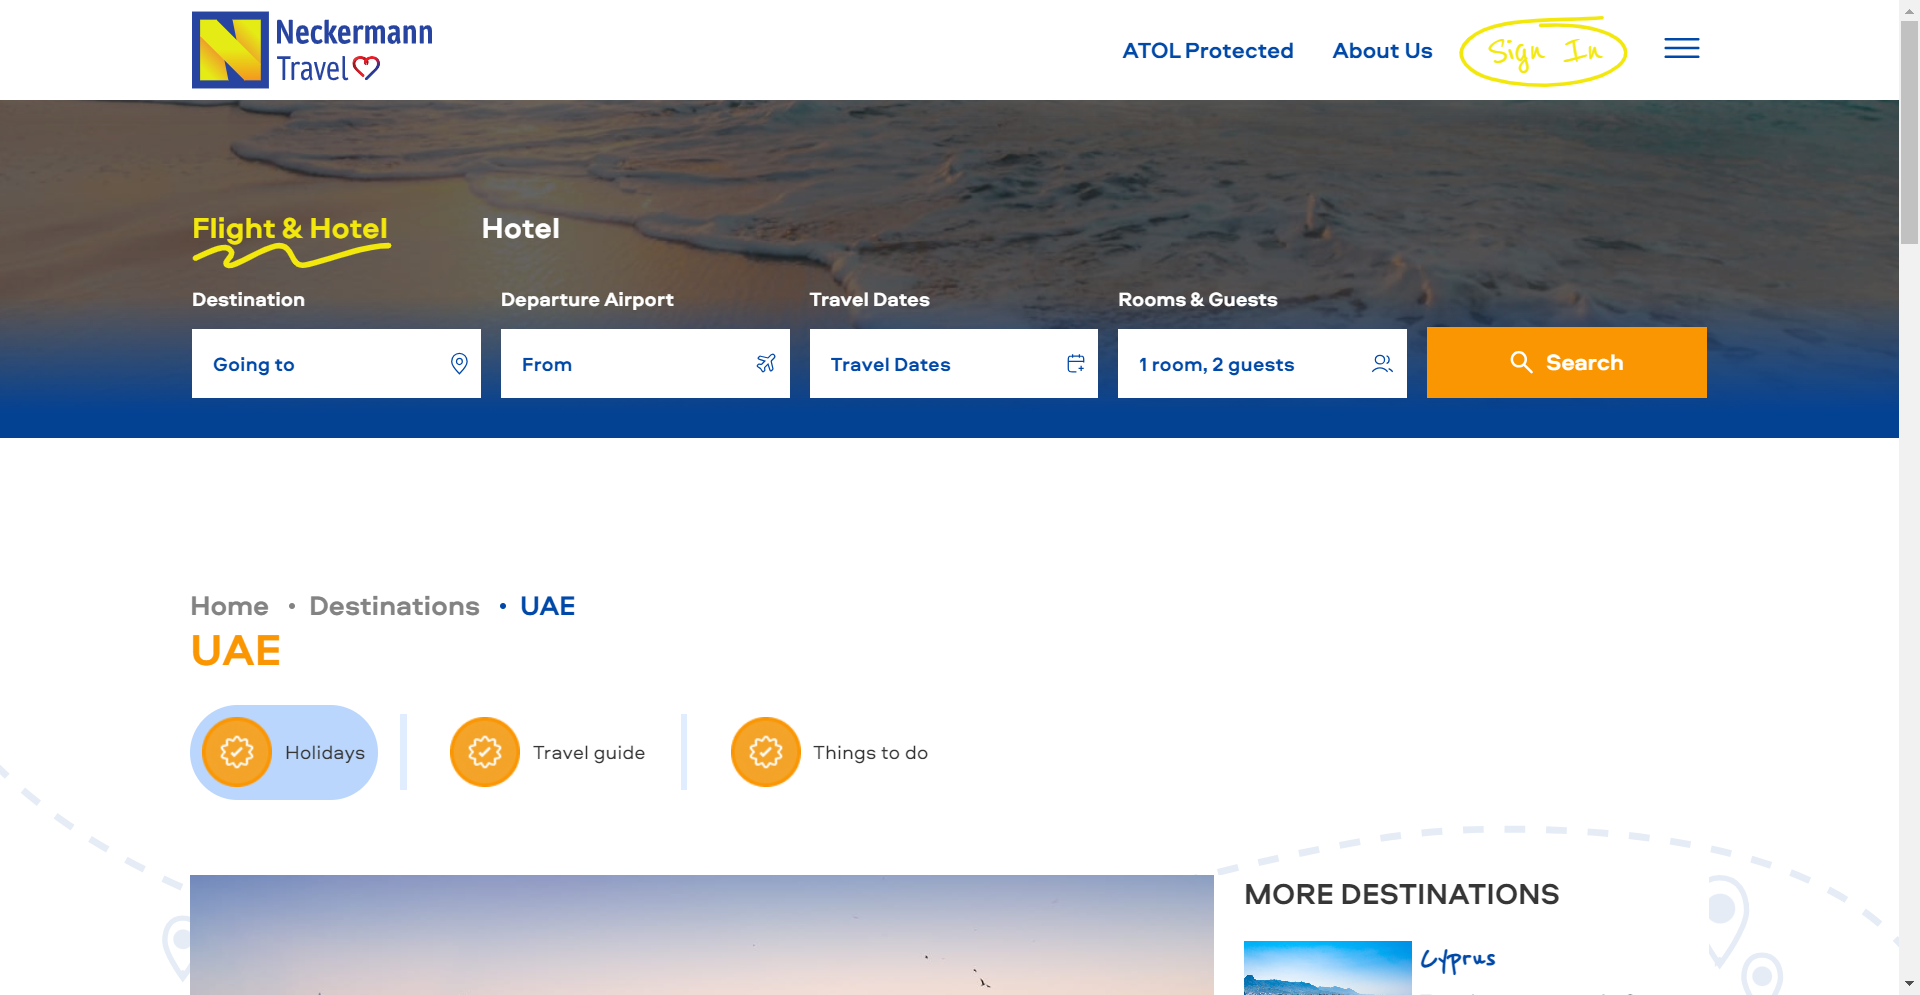 Neckermann
Travel
ATOL Protected
About Us
Sign In
Flight & Hotel
Hotel
Destination
Departure Airport
Travel Dates
Rooms & Guests
Going to
From
Travel Dates
1 room, 2 guests
Search
Home • Destinations • UAE
UAE
Holidays
Travel guide
Things to do
MORE DESTINATIONS
Cyprus